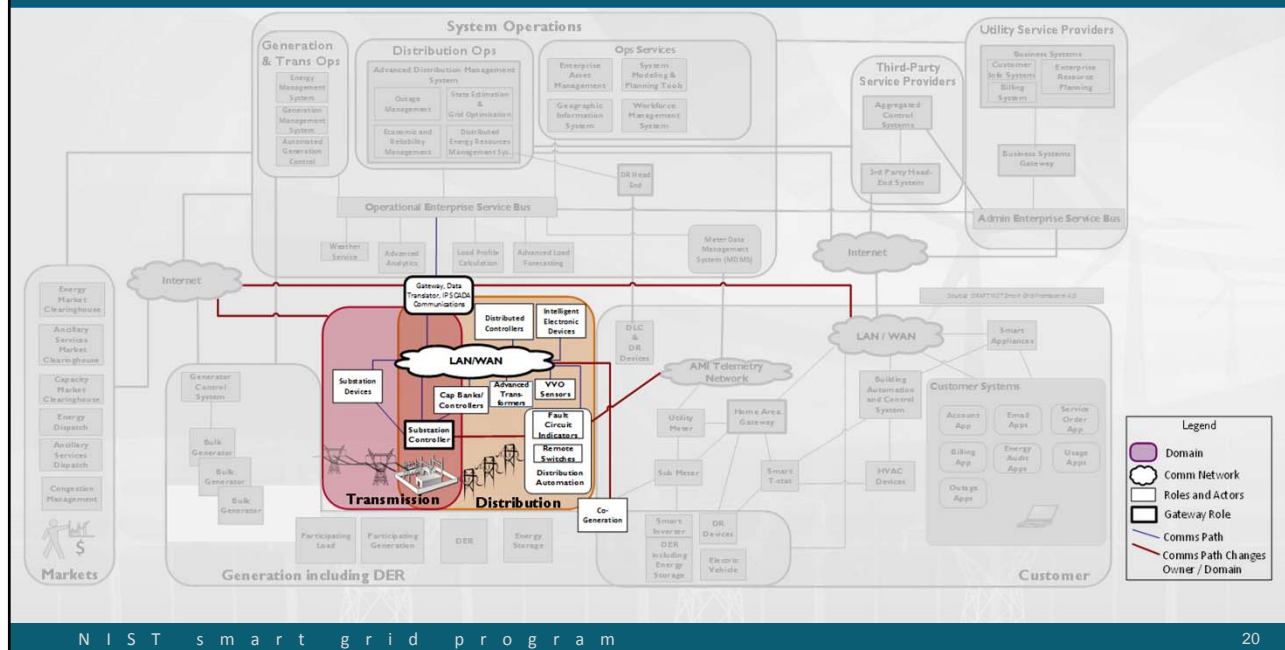 System Operations
Generation
& Trans Ops
Energy
Management
System
Generation
Management
System
Automated
Generation
Control
Distribution Ops
Advanced Distribution Management
System
Outage
Management
State Estimation
&
Grid Optimization
Economic and
Reliability
Management
Distributed
Energy Resources
Management Sys.
Ops Services
Enterprise
Asset
Management
System
Modeling &
Planning Tools
Geographic
Information
System
Workforce
Management
System
DR Head
End
Operational Enterprise Service Bus
Weather
Service
Advanced
Analytics
Load Profile
Calculation
Advanced Load
Forecasting
Meter Data
Management
System (MDMS)
Third-Party
Service Providers
Aggregated
Control
Systems
3rd Party Head-
End System
Utility Service Providers
Business Systems
Customer
Info System
Billing
System
Enterprise
Resource
Planning
Business Systems
Gateway
Admin Enterprise Service Bus
Internet
Internet
Energy
Market
Clearinghouse
Ancillary
Services
Market
Clearinghouse
Capacity
Market
Clearinghouse
Energy
Dispatch
Ancillary
Services
Dispatch
Congestion
Management
$
Markets
Generator
Control
System
Bulk
Generator
Bulk
Generator
Bulk
Generator
Participating
Load
Participating
Generation
DER
Energy
Storage
Generation including DER
Gateway, Data
Translator, IP SCADA
Communications
Distributed
Controllers
Intelligent
Electronic
Devices
LAN/WAN
Substation
Devices
Cap Banks/
Controllers
Advanced
Trans-
formers
VVO
Sensors
Substation
Controller
Fault
Circuit
Indicators
Remote
Switches
Distribution
Automation
Transmission
Distribution
Co-
Generation
Source: DRAFT NIST Smart Grid Framework 4.0
DLC
& DR
Devices
AMI Telemetry
Network
LAN / WAN
Smart
Appliances
Utility
Meter
Home Area
Gateway
Building
Automation
and Control
System
Sub Meter
Smart
T-stat
HVAC
Devices
Smart
Inverter
DER
including
Energy
Storage
DR
Devices
Electric
Vehicle
Customer Systems
Account
App
Email
Apps
Service
Order
App
Billing
App
Energy
Audit
Apps
Usage
Apps
Outage
Apps
Customer
Legend
Domain
Comm Network
Roles and Actors
Gateway Role
Comms Path
Comms Path Changes
Owner / Domain
NIST smart grid program
20